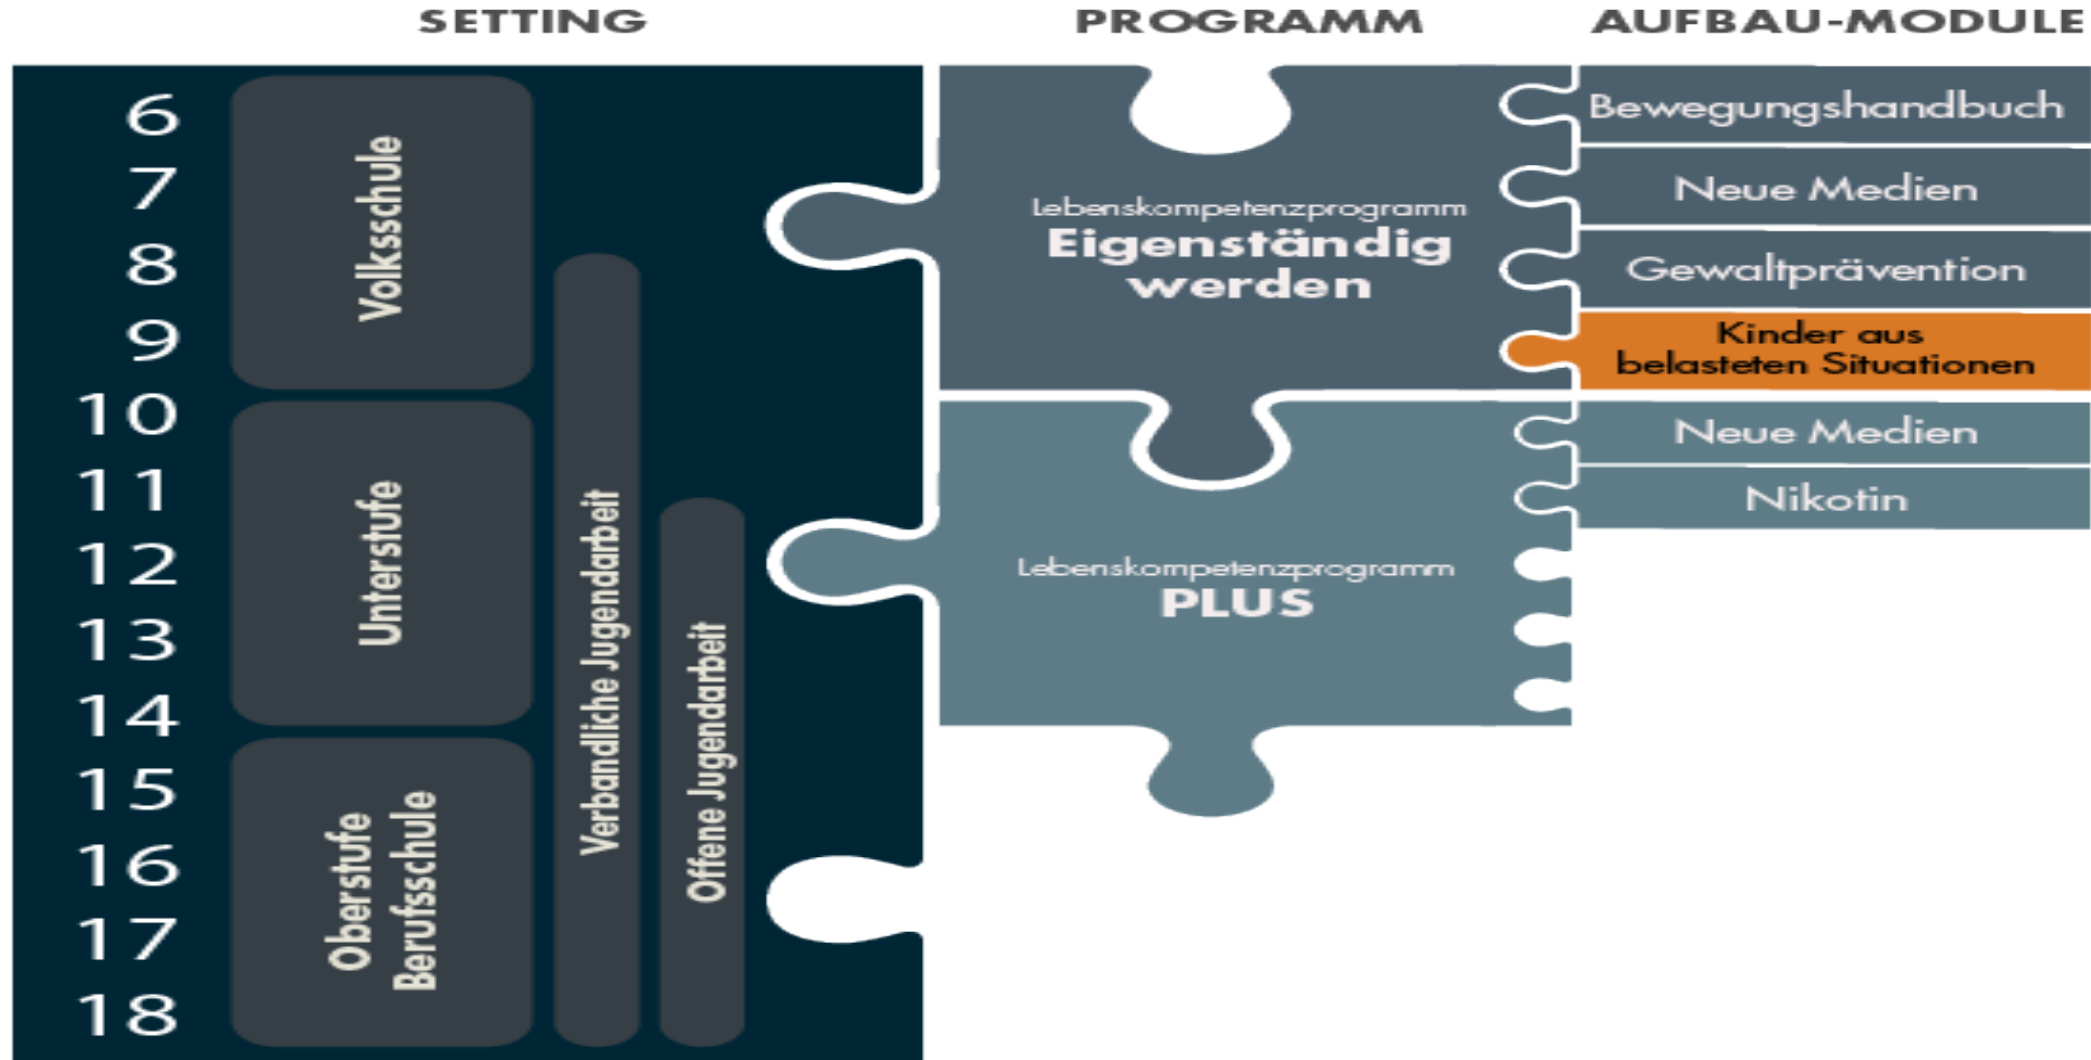 SETTING
PROGRAMM
AUFBAU-MODULE
6
7
8
9
10
11
12
13
14
15
16
17
18
Volksschule
Unterstufe
Oberstufe
Berufsschule
Verbandliche Jugendarbeit
Offene Jugendarbeit
Lebenskompetenzprogramm
Eigenständig
werden
Lebenskompetenzprogramm
PLUS
Bewegungshandbuch
Neue Medien
Gewaltprävention
Kinder aus
belasteten Situationen
Neue Medien
Nikotin